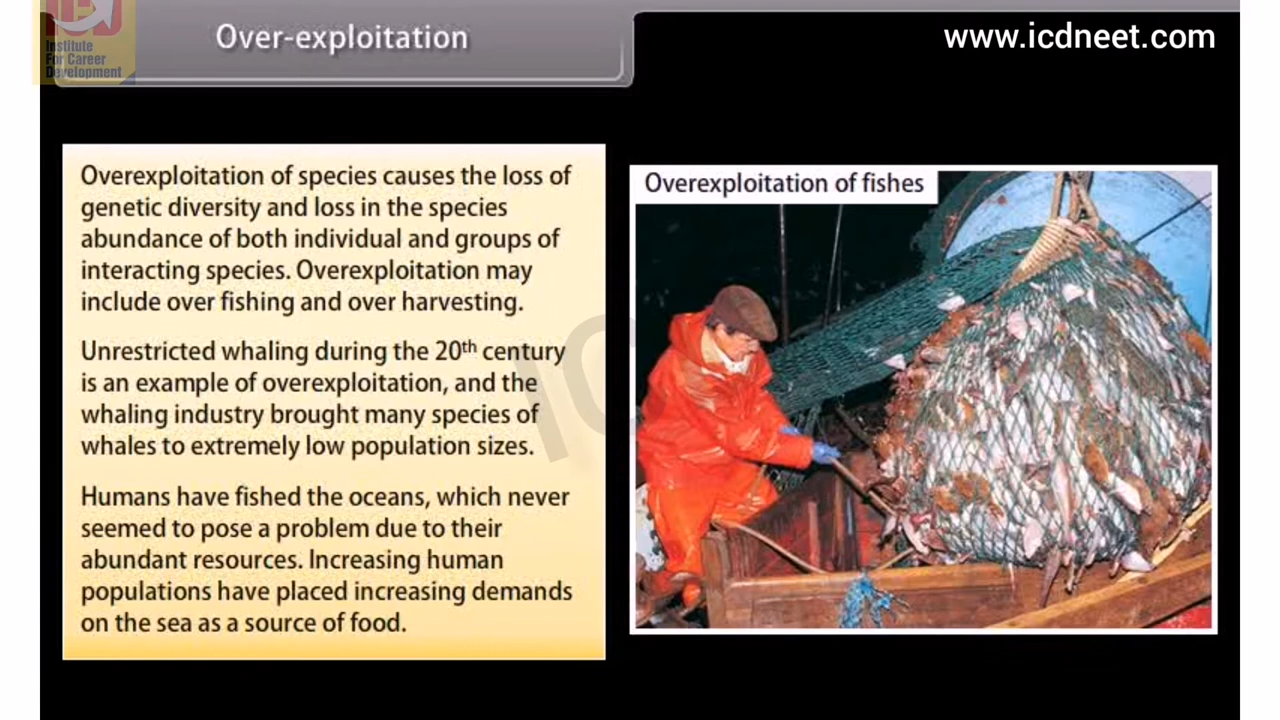 Over-exploitation
www.icdneet.com
Institute
For Career
Development
Overexploitation of species causes the loss of
genetic diversity and loss in the species
abundance of both individual and groups of
interacting species. Overexploitation may
include over fishing and over harvesting.
Unrestricted whaling during the 20th century
is an example of overexploitation, and the
whaling industry brought many species of
whales to extremely low population sizes.
Humans have fished the oceans, which never
seemed to pose a problem due to their
abundant resources. Increasing human
populations have placed increasing demands
on the sea as a source of food.
Overexploitation of fishes